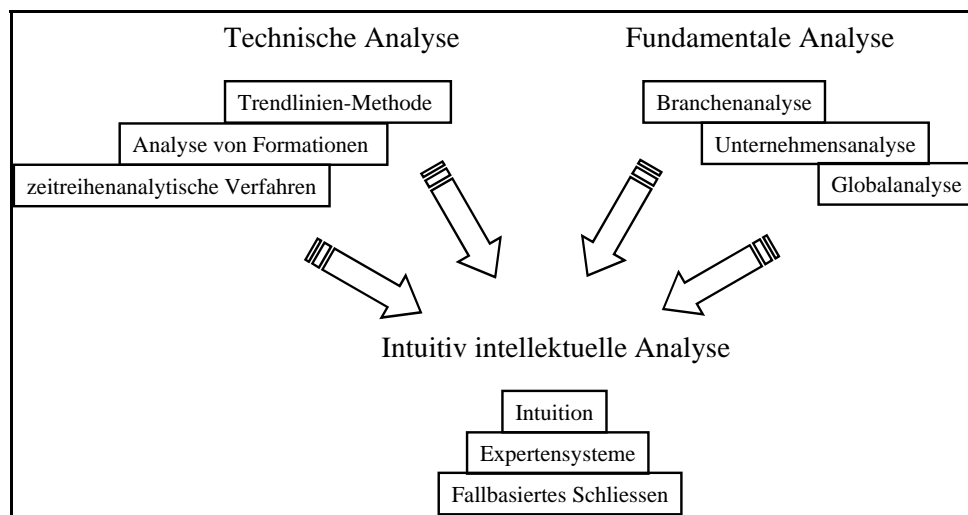 Technische Analyse
Fundamentale Analyse
Trendlinien-Methode
Analyse von Formationen
zeitreihenanalytische Verfahren
Branchenanalyse
Unternehmensanalyse
Globalanalyse
Intuitiv intellektuelle Analyse
Intuition
Expertensysteme
Fallbasiertes Schliessen